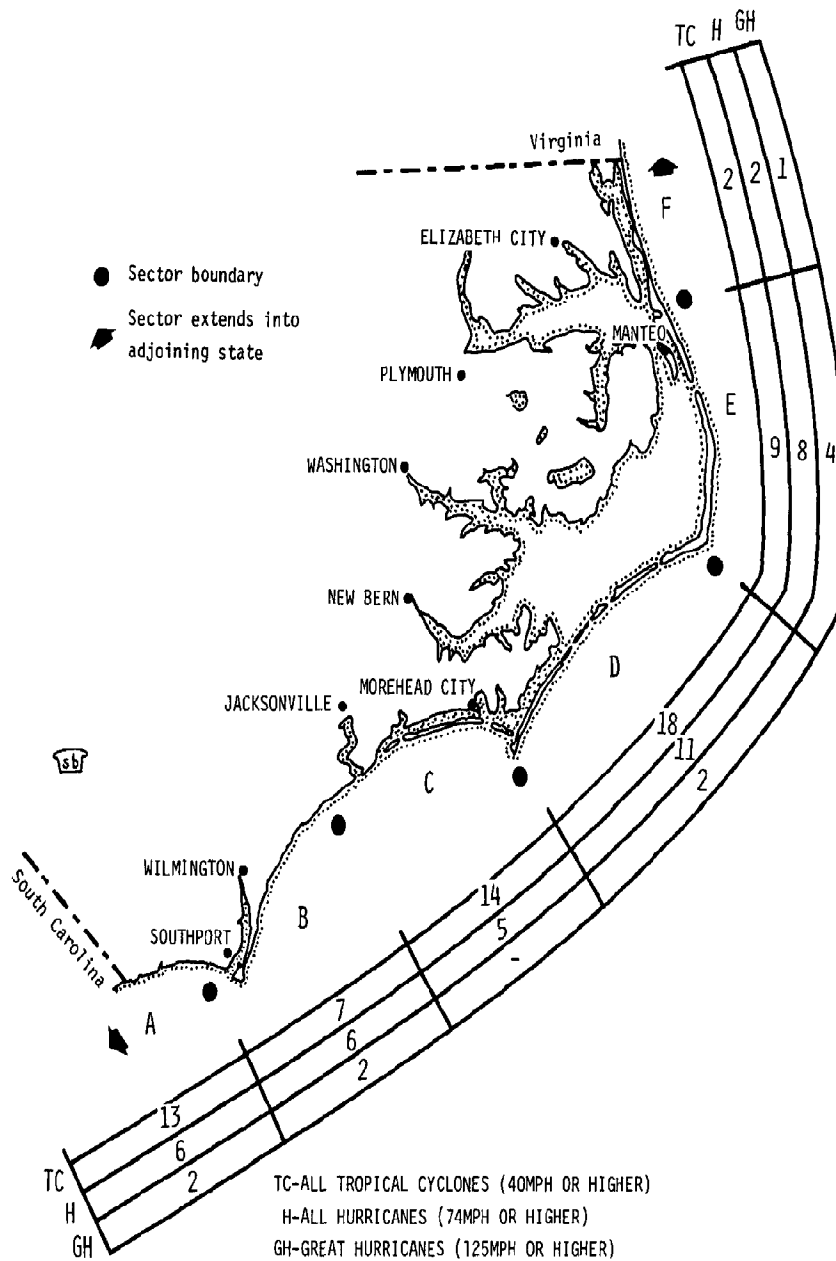 TC H GH
Virginia
2 2 1
F
ELIZABETH CITY
Sector boundary
Sector extends into
adjoining state
MANTEO
PLYMOUTH
E
9 8 4
WASHINGTON
NEW BERN
D
MOREHEAD CITY
JACKSONVILLE
18
11
2
sb
C
WILMINGTON
14
5
-
B
SOUTHPORT
South Carolina
A
7
6
2
13
6
2
TC
H
GH
TC-ALL TROPICAL CYCLONES (40MPH OR HIGHER)
H-ALL HURRICANES (74MPH OR HIGHER)
GH-GREAT HURRICANES (125MPH OR HIGHER)